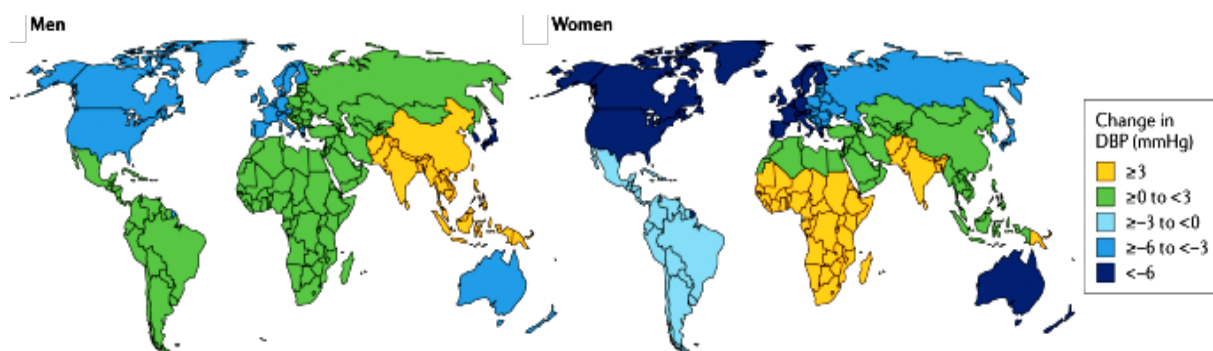 Men
Women
Change in
DBP (mmHg)
≥3
≥0 to <3
≥−3 to <0
≥−6 to <−3
<−6